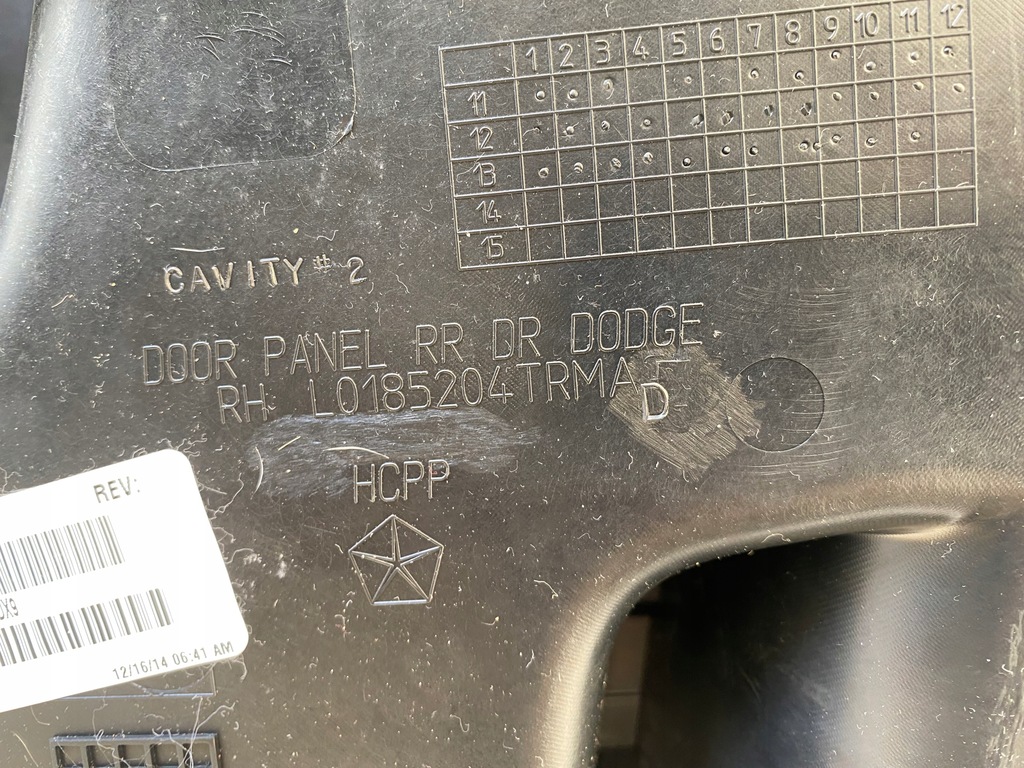 1 2 3 4 5 6 7 8 9 10 11 12
11
12
13
14
15
CAVITY # 2
DOOR PANEL RR DR DODGE
RH L0185204TRMA
D
HCPP
REV:
12/16/14 06:41 AM